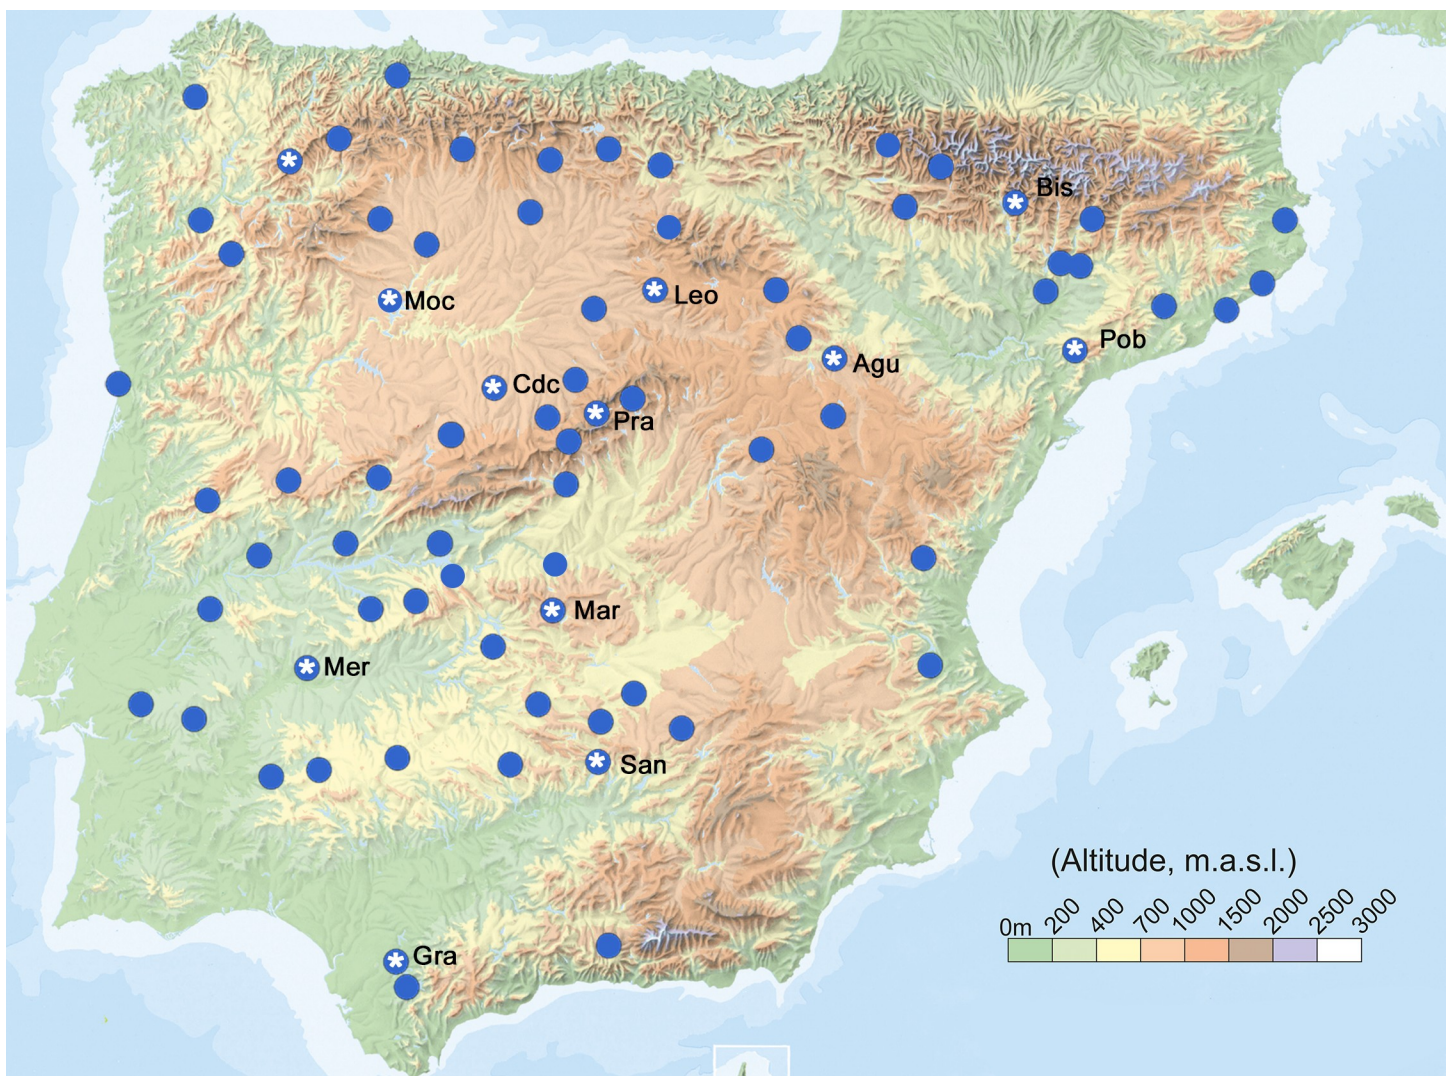 *
* Bis
* Moc
* Leo
* Pob
* Agu
* Cdc
* Pra
* Mar
* Mer
* San
(Altitude, m.a.s.l.)
0m 200 400 700 1000 1500 2000 2500 3000
* Gra